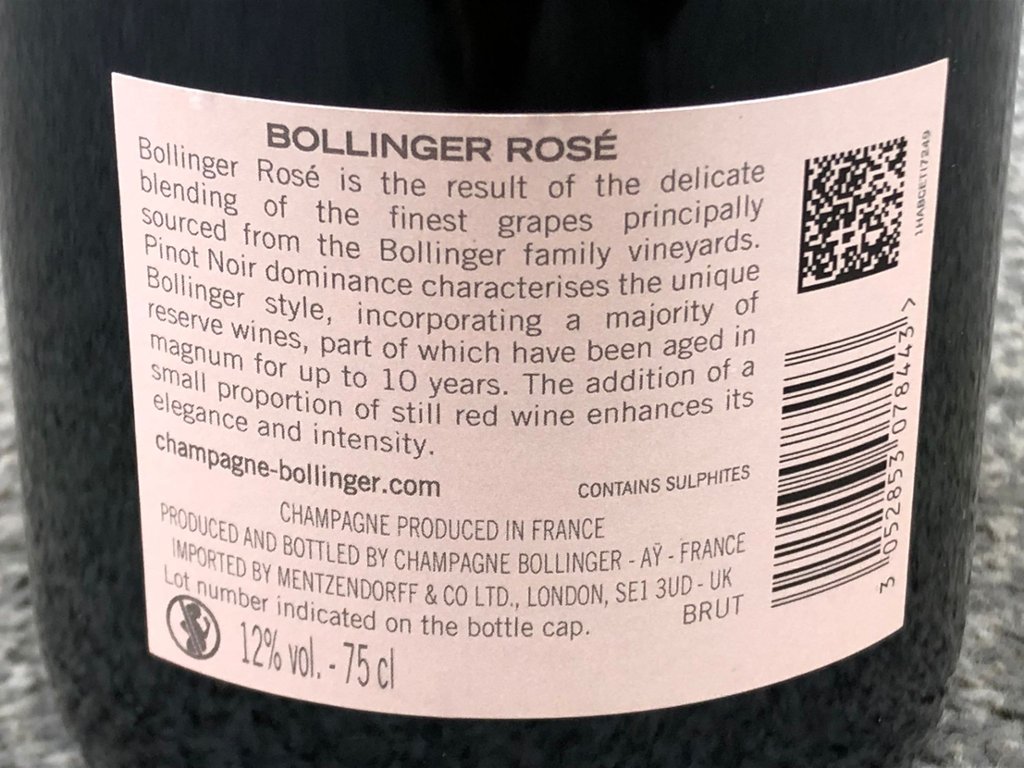 BOLLINGER ROSÉ
Bollinger Rosé is the result of the delicate
blending of the finest grapes principally
sourced from the Bollinger family vineyards.
Pinot Noir dominance characterises the unique
Bollinger style, incorporating a majority of
reserve wines, part of which have been aged in
magnum for up to 10 years. The addition of a
small proportion of still red wine enhances its
elegance and intensity.
champagne-bollinger.com
CONTAINS SULPHITES
CHAMPAGNE PRODUCED IN FRANCE
PRODUCED AND BOTTLED BY CHAMPAGNE BOLLINGER - AŸ - FRANCE
IMPORTED BY MENTZENDORFF & CO LTD., LONDON, SE1 3UD - UK
Lot number indicated on the bottle cap.
BRUT
12% vol. - 75 cl
1HABCETI7249
3 052853 078443 >